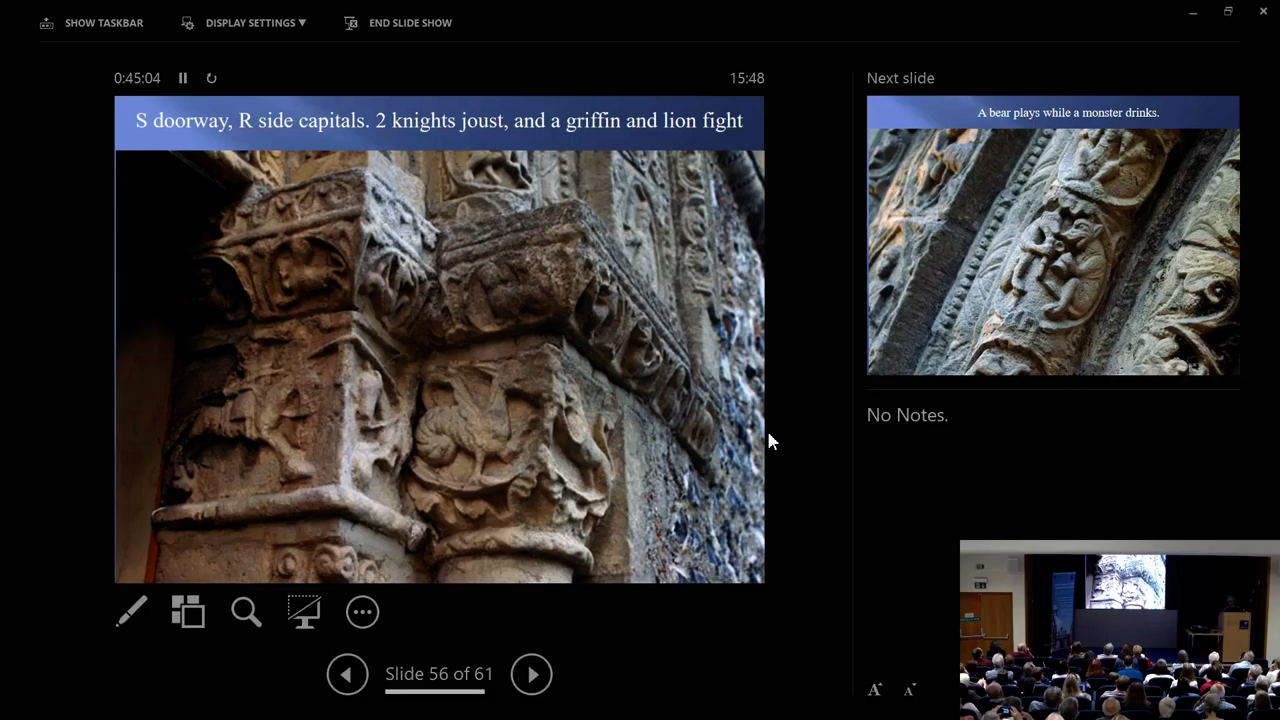 SHOW TASKBAR
DISPLAY SETTINGS ▼
END SLIDE SHOW
0:45:04
15:48
S doorway, R side capitals. 2 knights joust, and a griffin and lion fight
Slide 56 of 61
Next slide
A bear plays while a monster drinks.
No Notes.
A
A